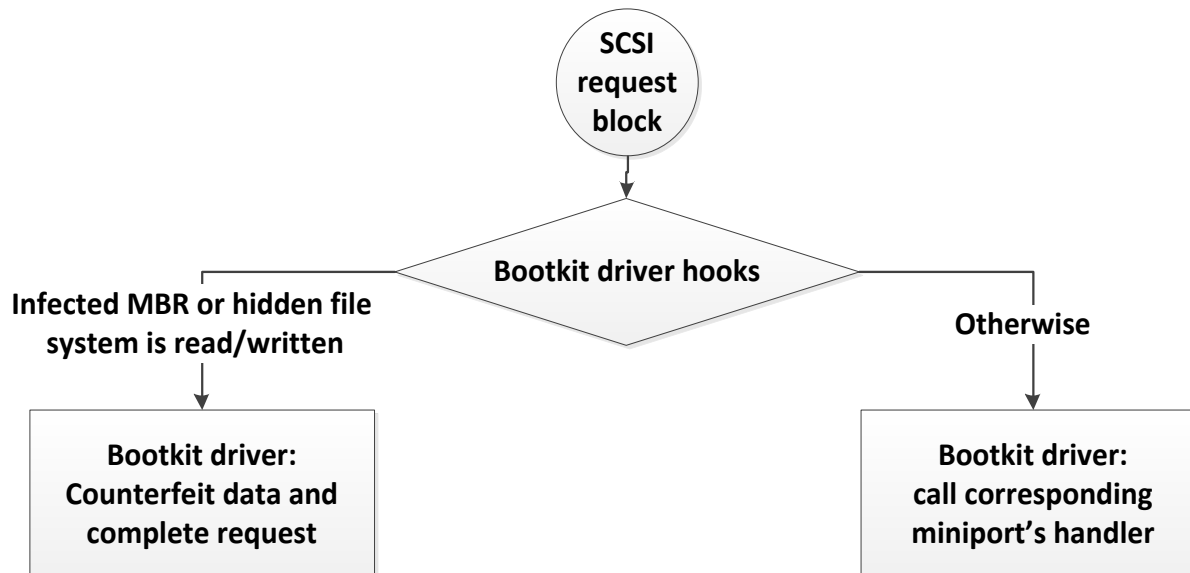 SCSI
request
block
Bootkit driver hooks
Infected MBR or hidden file
system is read/written
Otherwise
Bootkit driver:
Counterfeit data and
complete request
Bootkit driver:
call corresponding
miniport's handler